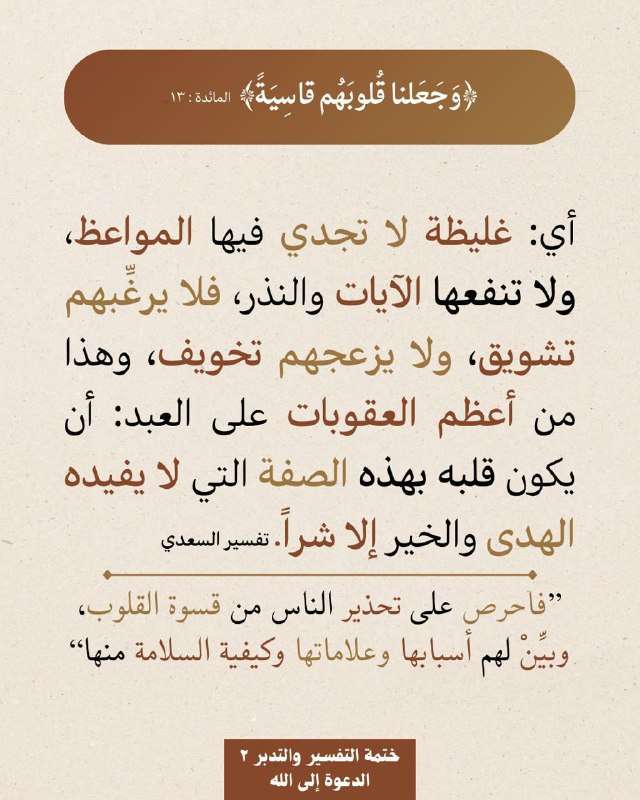 ﴿وَجَعَلنا قُلوبَهُم قاسِيَةً﴾ المائدة : ١٣
أي: غليظة لا تجدي فيها المواعظ،
ولا تنفعها الآيات والنذر، فلا يرغِّبهم
تشويق، ولا يزعجهم تخويف، وهذا
من أعظم العقوبات على العبد: أن
يكون قلبه بهذه الصفة التي لا يفيده
الهدى والخير إلا شراً. تفسير السعدي
”فاحرص على تحذير الناس من قسوة القلوب،
وبيِّنْ لهم أسبابها وعلاماتها وكيفية السلامة منها“
ختمة التفسير والتدبر ٢
الدعوة إلى الله